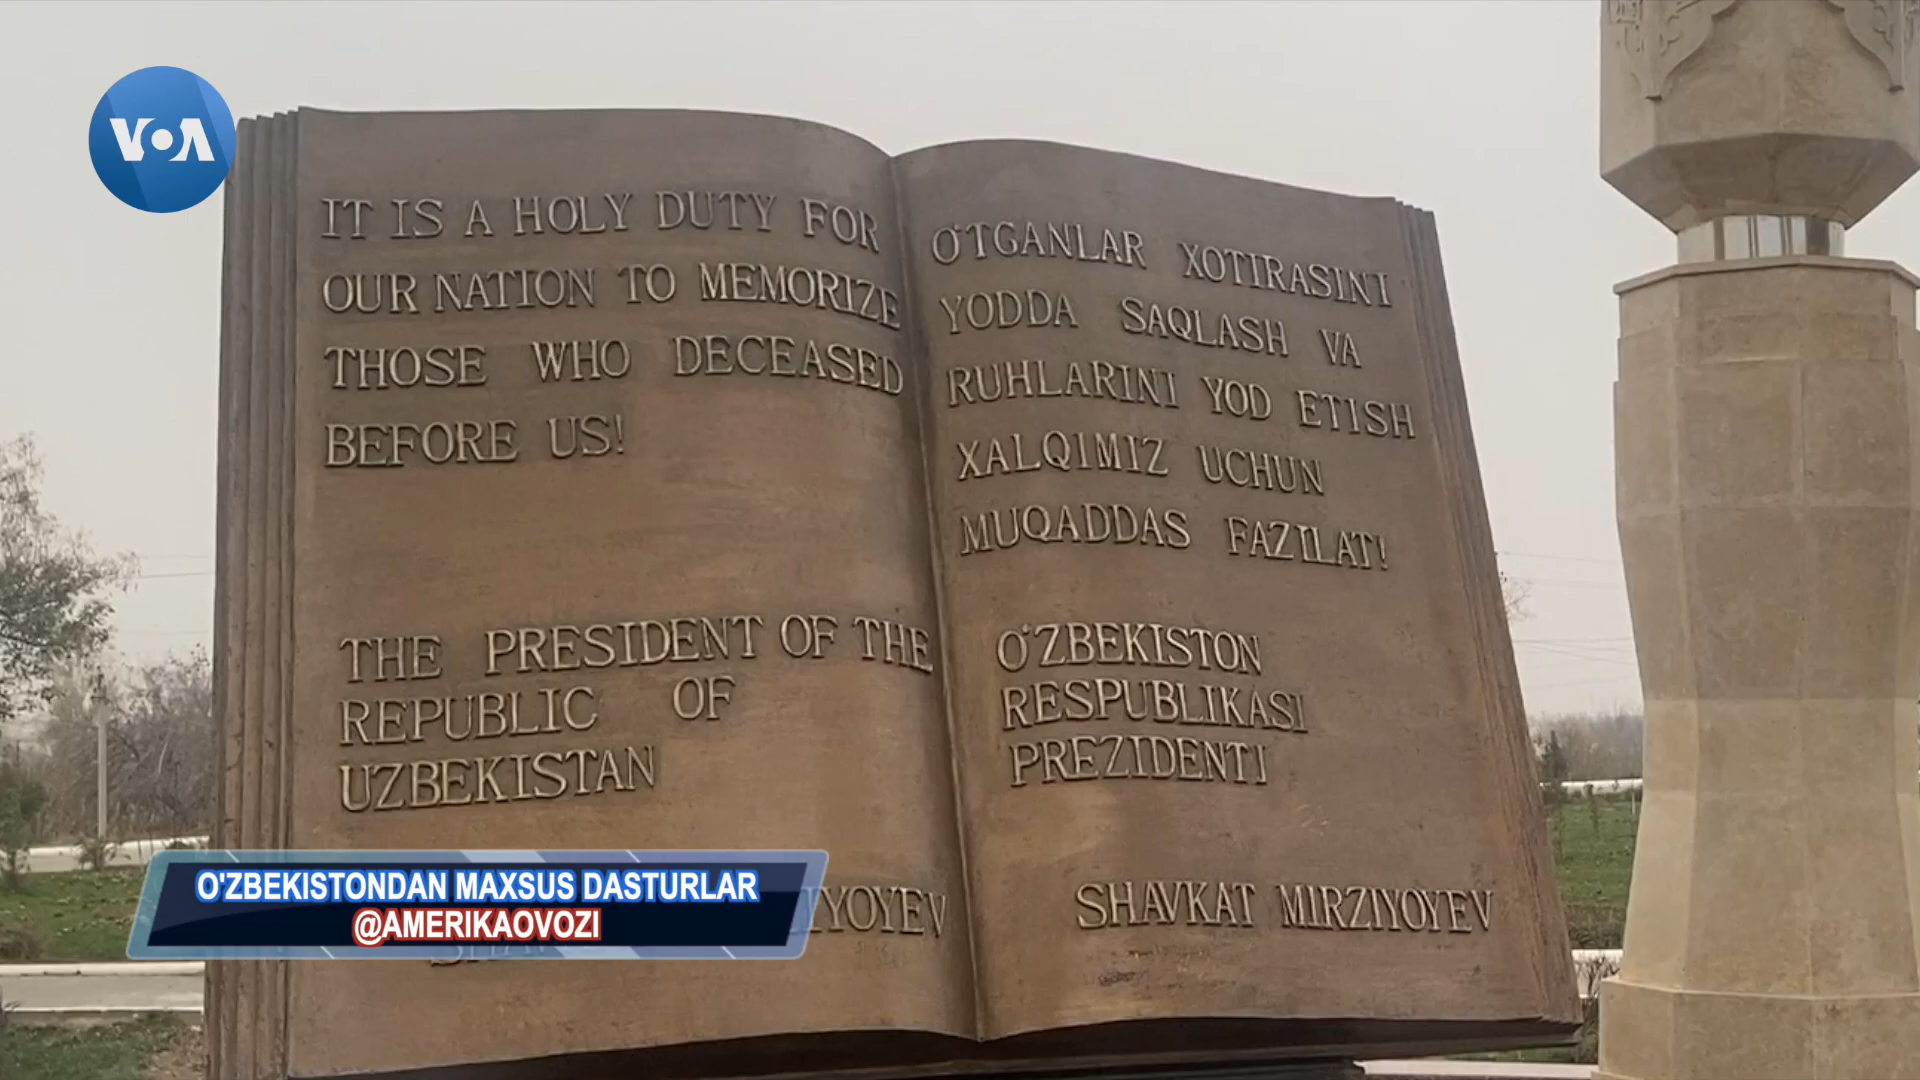 VOA
IT IS A HOLY DUTY FOR
OUR NATION TO MEMORIZE
THOSE WHO DECEASED
BEFORE US!
THE PRESIDENT OF THE
REPUBLIC OF
UZBEKISTAN
O'TGANLAR XOTIRASINI
YODDA SAQLASH VA
RUHLARINI YOD ETISH
XALQIMIZ UCHUN
MUQADDAS FAZILAT!
O'ZBEKISTON
RESPUBLIKASI
PREZIDENTI
SHAVKAT MIRZIYOYEV
O'ZBEKISTONDAN MAXSUS DASTURLAR
@AMERIKAOVOZI